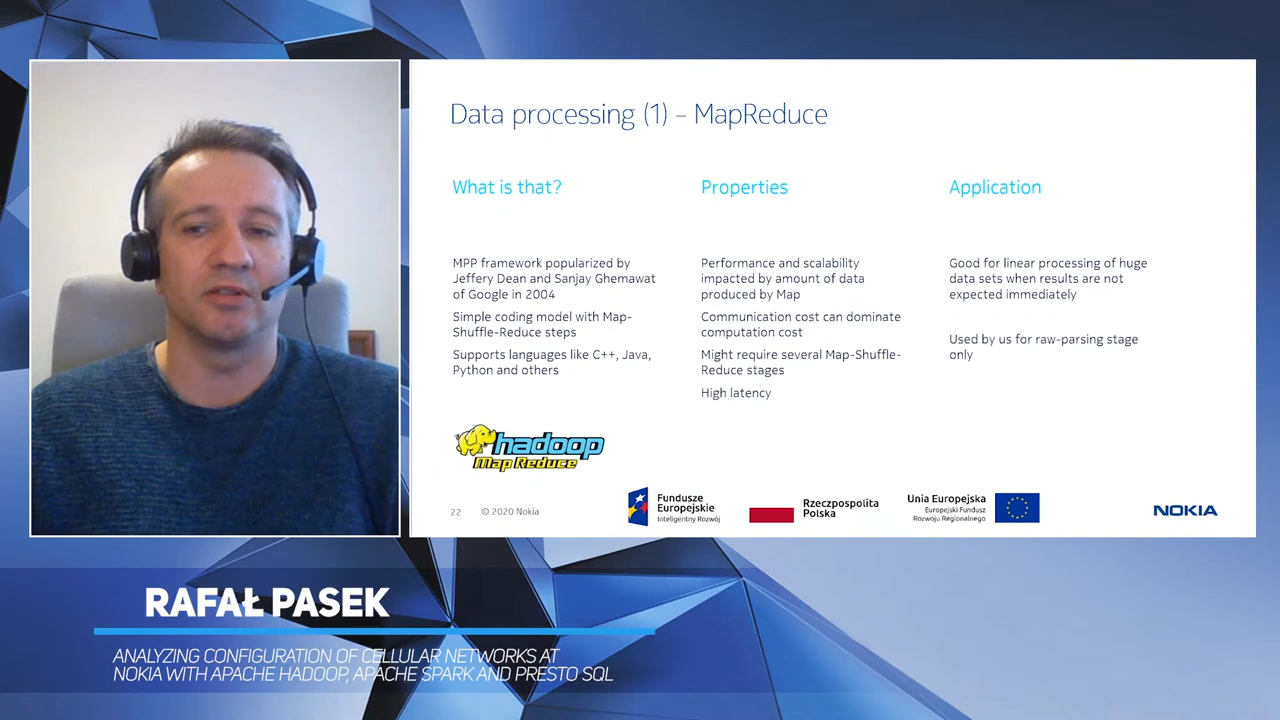 Data processing (1) – MapReduce
What is that?
MPP framework popularized by
Jeffery Dean and Sanjay Ghemawat
of Google in 2004
Simple coding model with Map-
Shuffle-Reduce steps
Supports languages like C++, Java,
Python and others
Properties
Performance and scalability
impacted by amount of data
produced by Map
Communication cost can dominate
computation cost
Might require several Map-Shuffle-
Reduce stages
High latency
Application
Good for linear processing of huge
data sets when results are not
expected immediately
Used by us for raw-parsing stage
only
hadoop
Map Reduce
22 © 2020 Nokia
Fundusze
Europejskie
Inteligentny Rozwój
Rzeczpospolita
Polska
Unia Europejska
Europejski Fundusz
Rozwoju Regionalnego
NOKIA
RAFAŁ PASEK
ANALYZING CONFIGURATION OF CELLULAR NETWORKS AT
NOKIA WITH APACHE HADOOP, APACHE SPARK AND PRESTO SQL